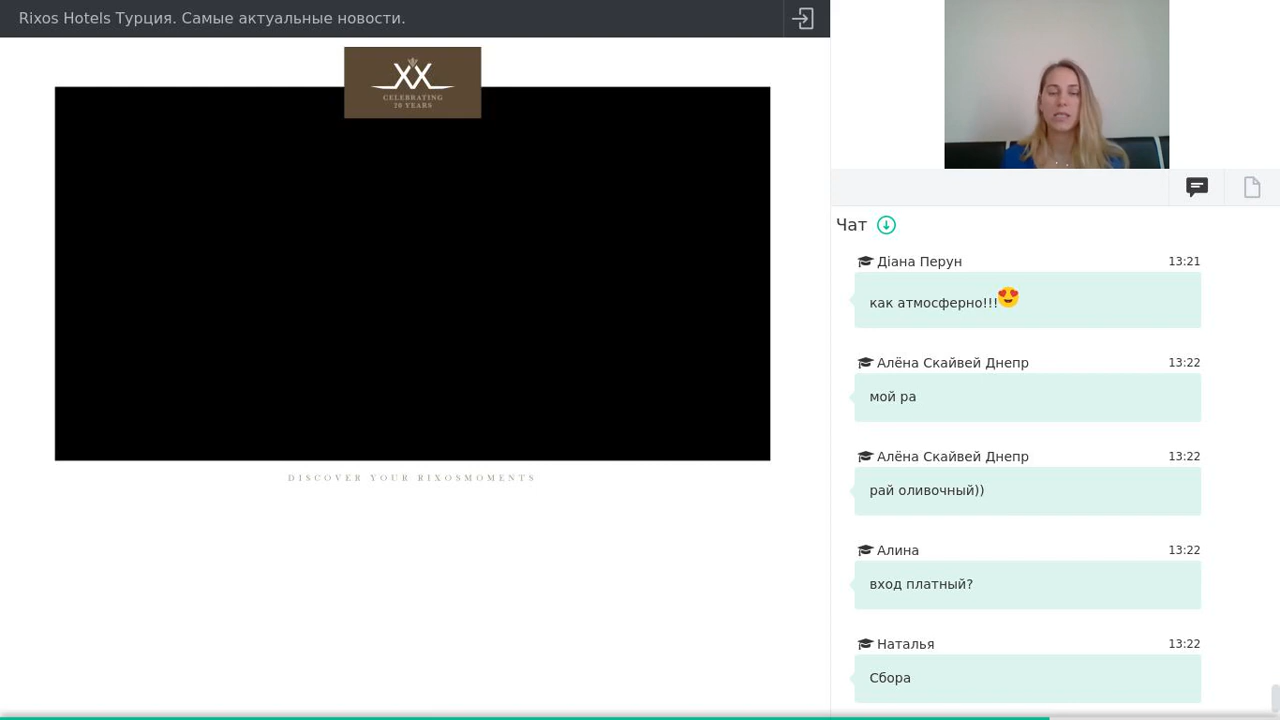 Rixos Hotels Турция. Самые актуальные новости.
XX
CELEBRATING
20 YEARS
DISCOVER YOUR RIXOSMOMENTS
Чат
Діана Перун 13:21
как атмосферно!!!😍
Алёна Скайвей Днепр 13:22
мой ра
Алёна Скайвей Днепр 13:22
рай оливочный))
Алина 13:22
вход платный?
Наталья 13:22
Сбора